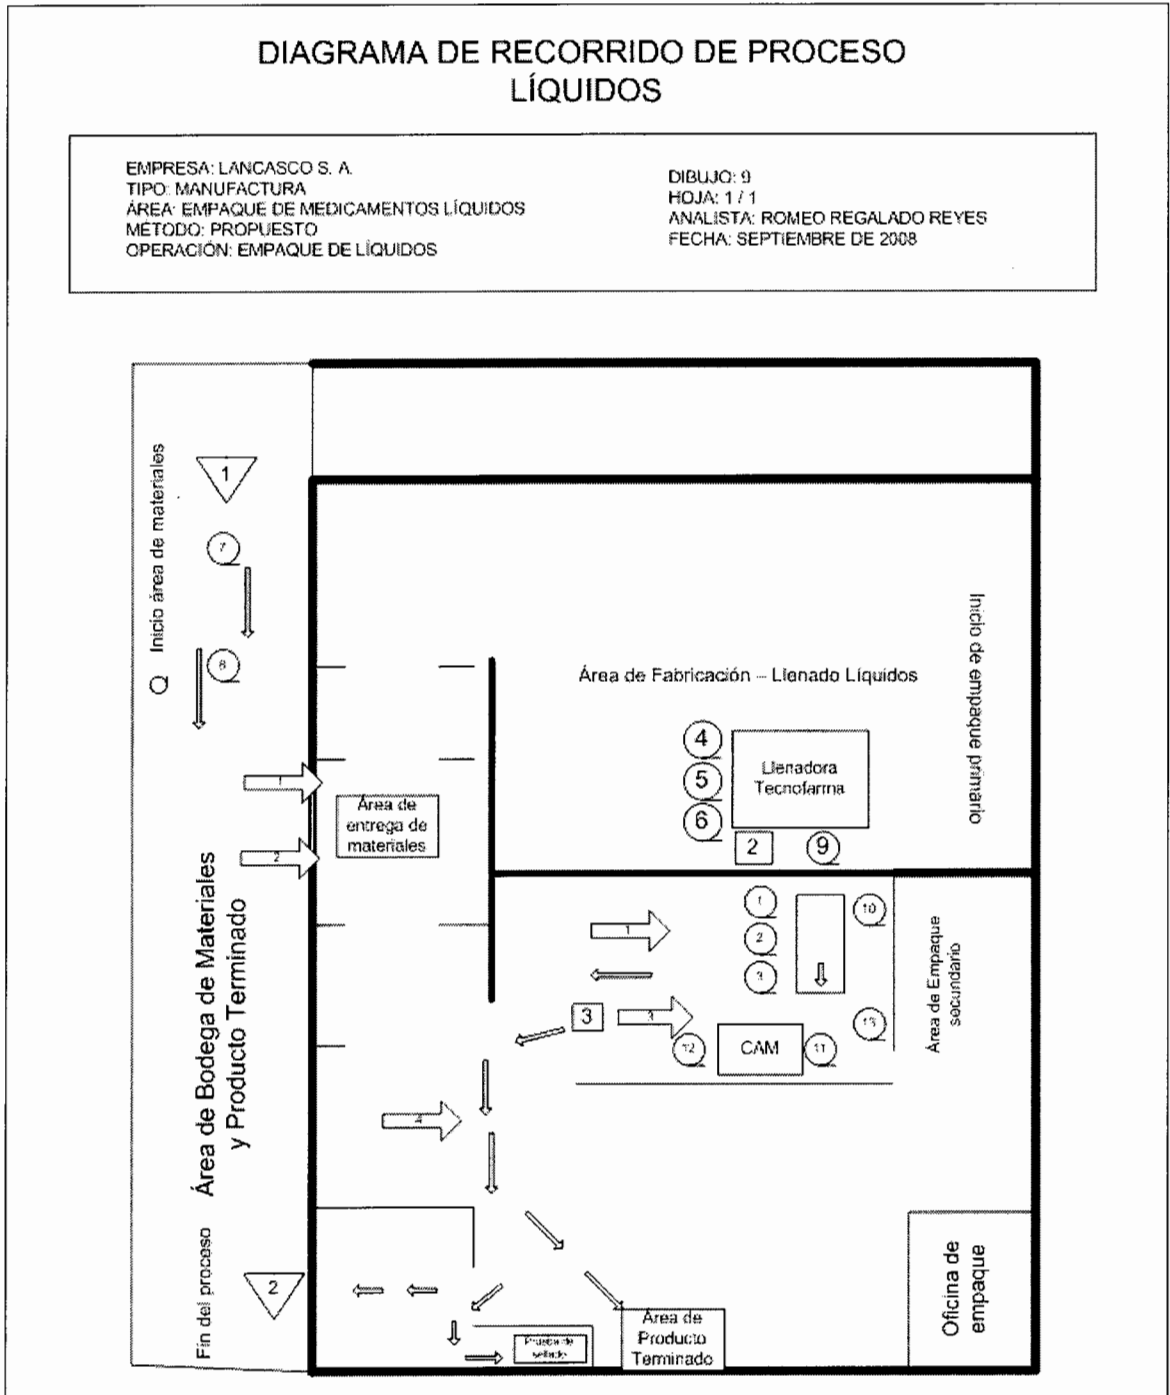 DIAGRAMA DE RECORRIDO DE PROCESO
LÍQUIDOS
EMPRESA: LANCASCO S. A.
TIPO: MANUFACTURA
ÁREA: EMPAQUE DE MEDICAMENTOS LÍQUIDOS
MÉTODO: PROPUESTO
OPERACIÓN: EMPAQUE DE LÍQUIDOS
DIBUJO: 9
HOJA: 1 / 1
ANALISTA: ROMEO REGALADO REYES
FECHA: SEPTIEMBRE DE 2008
Inicio área de materiales
Q
1
7
8
1
2
Área de
entrega de
materiales
Área de Bodega de Materiales
y Producto Terminado
Fin del proceso
2
Área de Fabricación – Llenado Líquidos
Inicio de empaque primario
4
5
6
Llenadora
Tecnofarma
2
9
1
1
2
3
10
13
3
3
12
CAM
11
Área de Empaque
secundario
4
Prueba de
sellado
Área de
Producto
Terminado
Oficina de
empaque